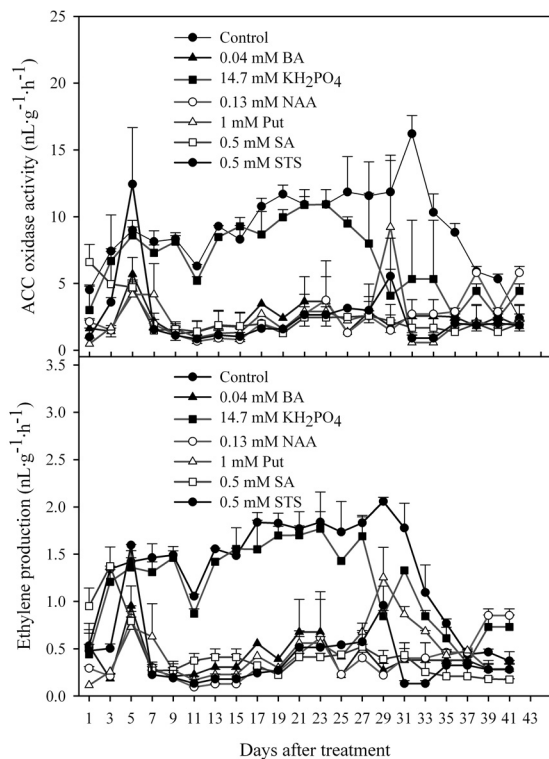 25
20
15
10
5
0
ACC oxidase activity (nL·g⁻¹·h⁻¹)
Control
0.04 mM BA
14.7 mM KH₂PO₄
0.13 mM NAA
1 mM Put
0.5 mM SA
0.5 mM STS
3.5
3.0
2.5
2.0
1.5
1.0
0.5
0.0
Ethylene production (nL·g⁻¹·h⁻¹)
Control
0.04 mM BA
14.7 mM KH₂PO₄
0.13 mM NAA
1 mM Put
0.5 mM SA
0.5 mM STS
1 3 5 7 9 11 13 15 17 19 21 23 25 27 29 31 33 35 37 39 41 43
Days after treatment